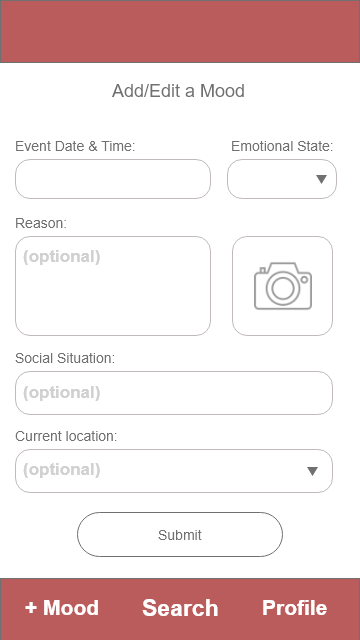 Add/Edit a Mood
Event Date & Time: Emotional State:
Reason:
(optional)
Social Situation:
(optional)
Current location:
(optional)
Submit
+ Mood Search Profile